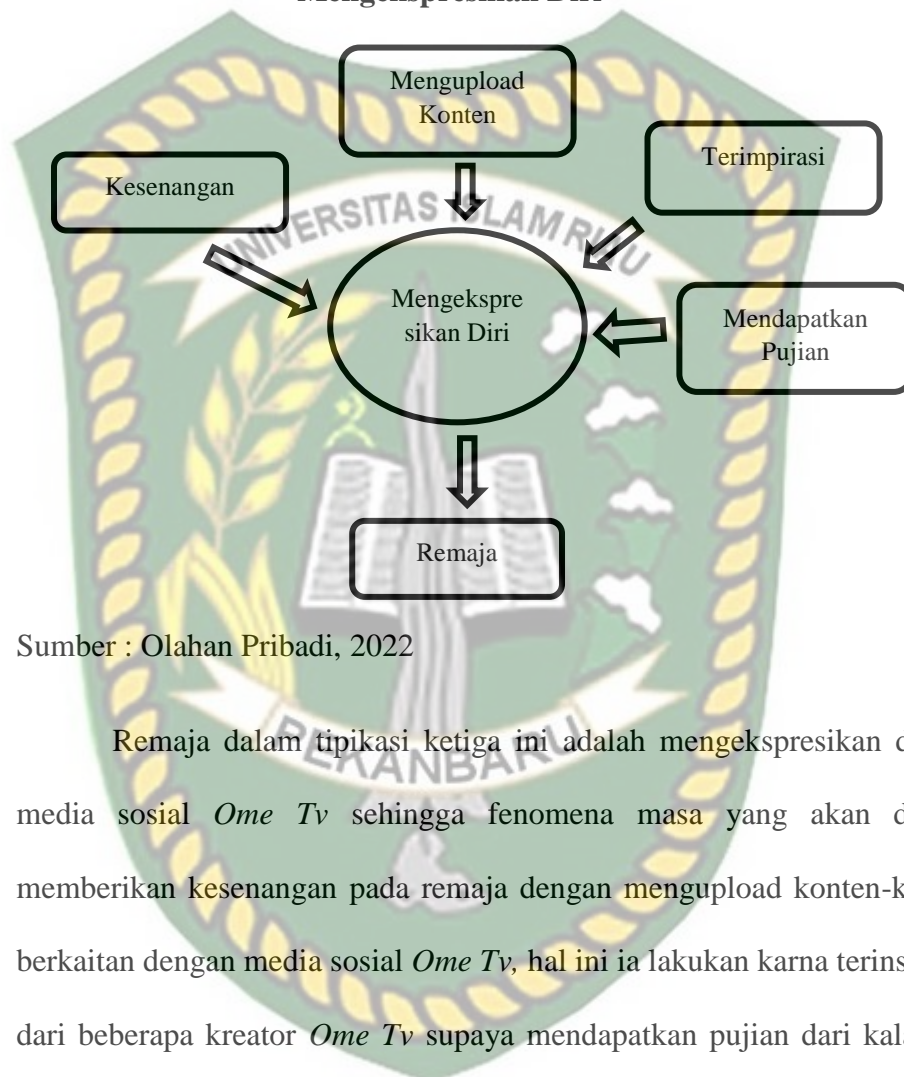 Mengekspresikan Diri
Mengupload
Konten
Terimpirasi
Kesenangan
UNIVERSITAS ISLAM RIAU
Mengekspre
sikan Diri
Mendapatkan
Pujian
Remaja
Sumber : Olahan Pribadi, 2022
PEKANBARU
Remaja dalam tipikasi ketiga ini adalah mengekspresikan
media sosial Ome Tv sehingga fenomena masa yang akan
memberikan kesenangan pada remaja dengan mengupload
berkaitan dengan media sosial Ome Tv, hal ini ia lakukan karna
dari beberapa kreator Ome Tv supaya mendapatkan pujian dari